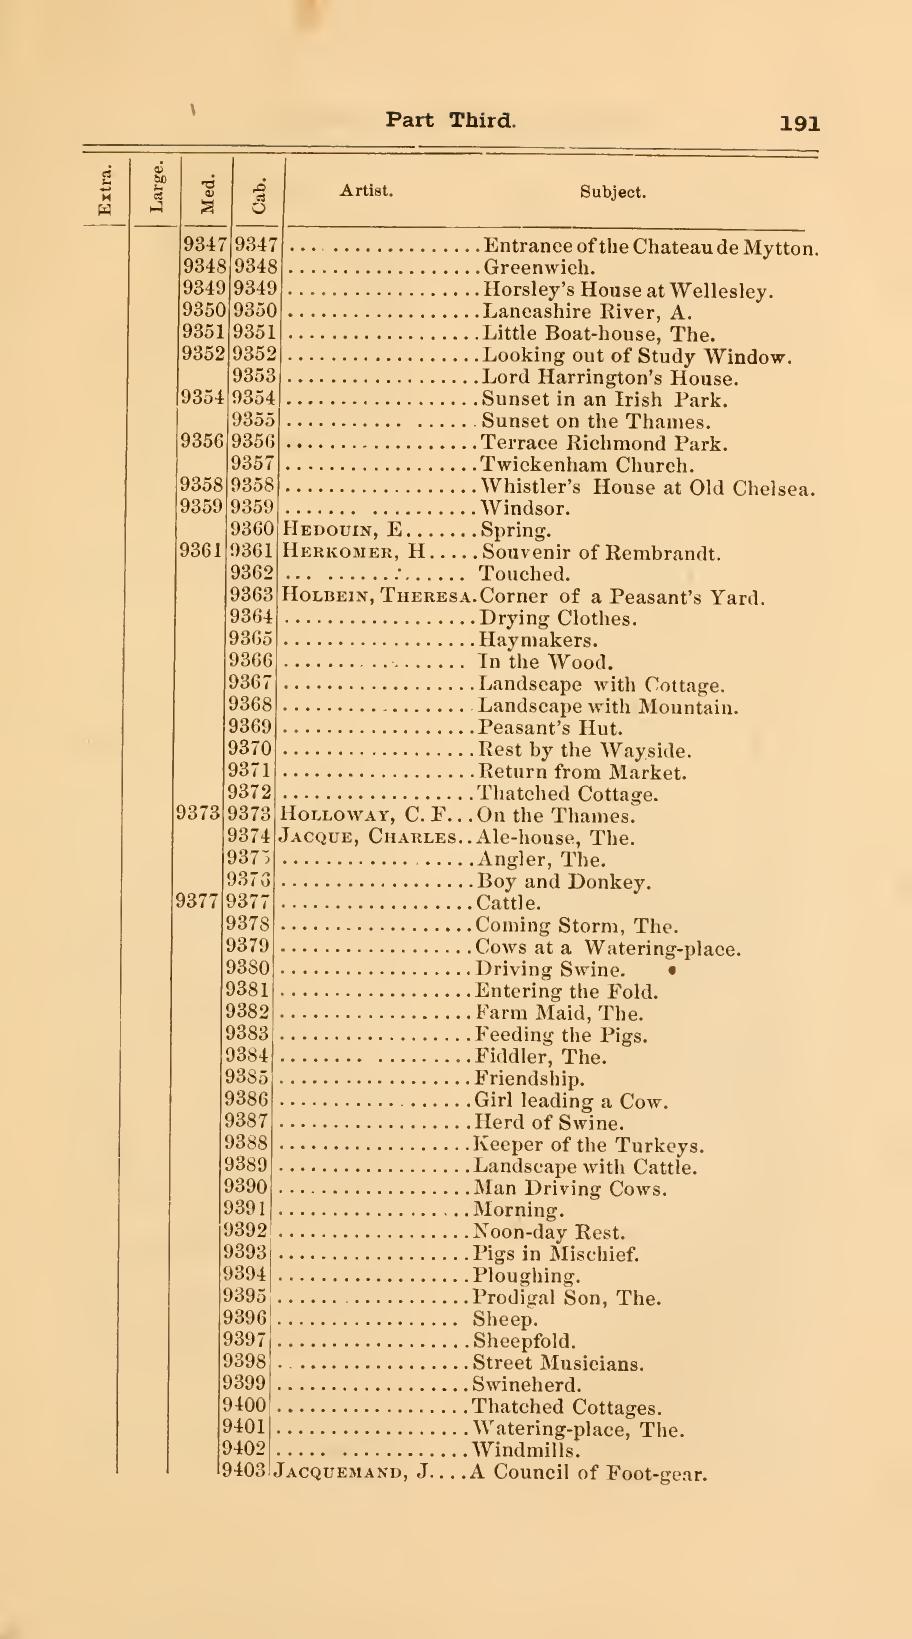 Part Third. 191
Extra. Large. Med. Cab. Artist. Subject.
9347 9347 .................. Entrance of the Chateau de Mytton.
9348 9348 .................. Greenwich.
9349 9349 .................. Horsley's House at Wellesley.
9350 9350 .................. Lancashire River, A.
9351 9351 .................. Little Boat-house, The.
9352 9352 .................. Looking out of Study Window.
9353 .................. Lord Harrington's House.
9354 9354 .................. Sunset in an Irish Park.
9355 .................. Sunset on the Thames.
9356 9356 .................. Terrace Richmond Park.
9357 .................. Twickenham Church.
9358 9358 .................. Whistler's House at Old Chelsea.
9359 9359 .................. Windsor.
9360 HEDOUIN, E....... Spring.
9361 9361 HERKOMER, H..... Souvenir of Rembrandt.
9362 .................. Touched.
9363 HOLBEIN, THERESA. Corner of a Peasant's Yard.
9364 .................. Drying Clothes.
9365 .................. Haymakers.
9366 .................. In the Wood.
9367 .................. Landscape with Cottage.
9368 .................. Landscape with Mountain.
9369 .................. Peasant's Hut.
9370 .................. Rest by the Wayside.
9371 .................. Return from Market.
9372 .................. Thatched Cottage.
9373 9373 HOLLOWAY, C. F... On the Thames.
9374 JACQUE, CHARLES.. Ale-house, The.
9375 .................. Angler, The.
9376 .................. Boy and Donkey.
9377 9377 .................. Cattle.
9378 .................. Coming Storm, The.
9379 .................. Cows at a Watering-place.
9380 .................. Driving Swine.
9381 .................. Entering the Fold.
9382 .................. Farm Maid, The.
9383 .................. Feeding the Pigs.
9384 .................. Fiddler, The.
9385 .................. Friendship.
9386 .................. Girl leading a Cow.
9387 .................. Herd of Swine.
9388 .................. Keeper of the Turkeys.
9389 .................. Landscape with Cattle.
9390 .................. Man Driving Cows.
9391 .................. Morning.
9392 .................. Noon-day Rest.
9393 .................. Pigs in Mischief.
9394 .................. Ploughing.
9395 .................. Prodigal Son, The.
9396 .................. Sheep.
9397 .................. Sheepfold.
9398 .................. Street Musicians.
9399 .................. Swineherd.
9400 .................. Thatched Cottages.
9401 .................. Watering-place, The.
9402 .................. Windmills.
9403 JACQUEMAND, J.... A Council of Foot-gear.